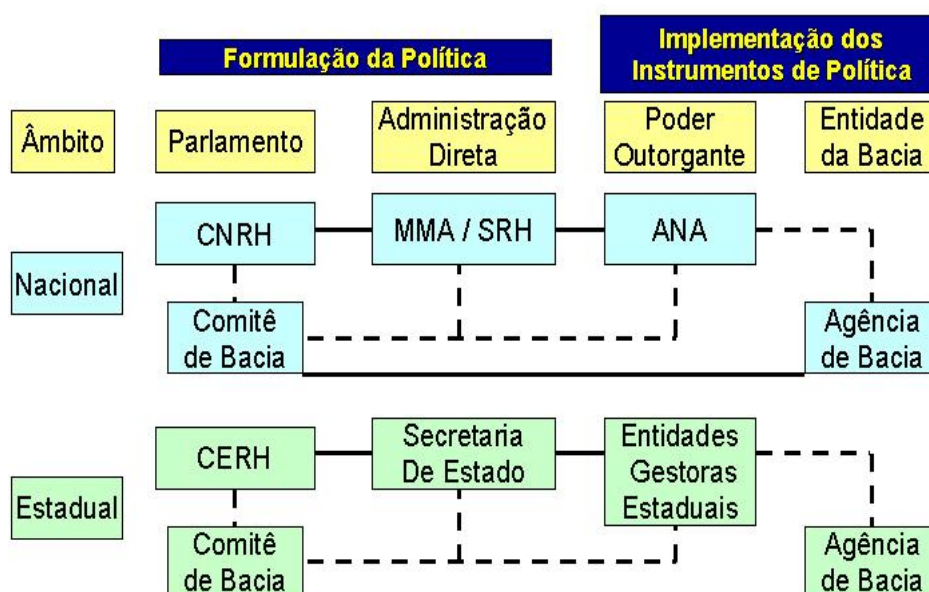 Formulação da Política
Implementação dos
Instrumentos de Política
Âmbito
Parlamento
Administração
Direta
Poder
Outorgante
Entidade
da Bacia
Nacional
CNRH
MMA / SRH
ANA
Comitê
de Bacia
Agência
de Bacia
Estadual
CERH
Secretaria
De Estado
Entidades
Gestoras
Estaduais
Comitê
de Bacia
Agência
de Bacia